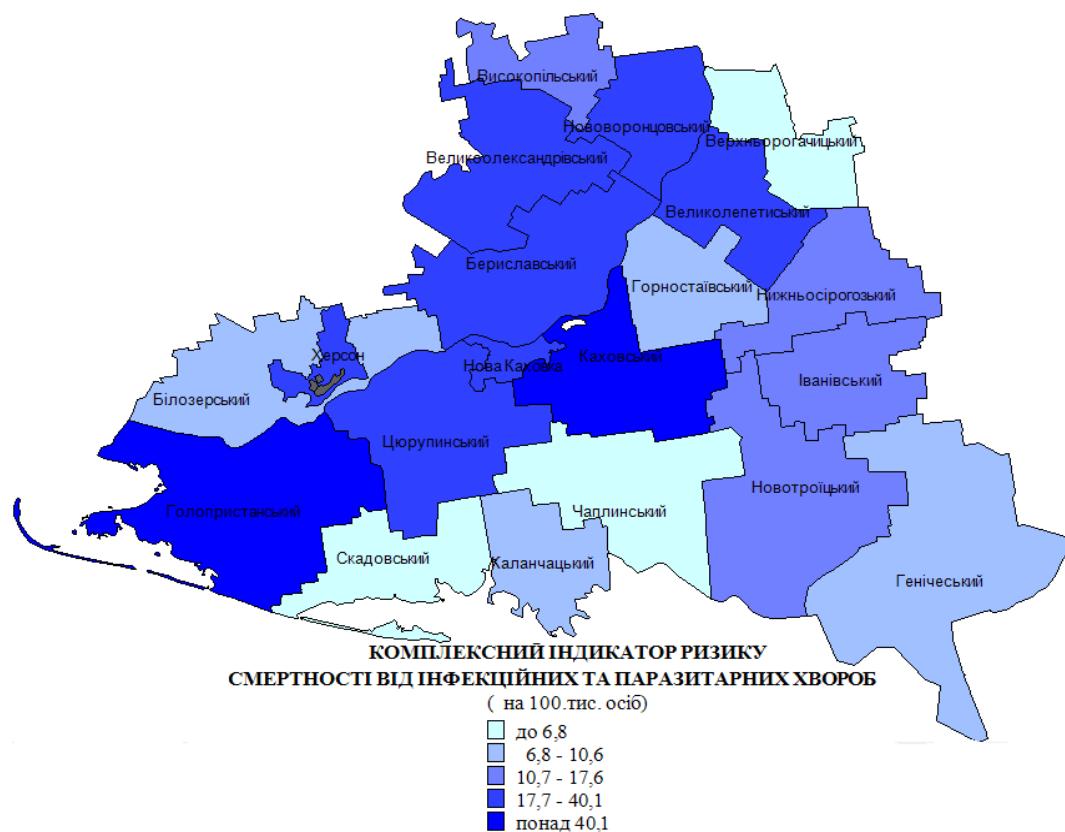 Високопільський
Нововоронцовський
Верхньорогачицький
Великоолександрівський
Великолепетиський
Бериславський
Горностаївський
Нижньосірогозький
Херсон
Нова Каховка
Каховський
Іванівський
Білозерський
Цюрупинський
Новотроїцький
Голопристанський
Чаплинський
Скадовський
Каланчацький
Генічеський
КОМПЛЕКСНИЙ ІНДИКАТОР РИЗИКУ
СМЕРТНОСТІ ВІД ІНФЕКЦІЙНИХ ТА ПАРАЗИТАРНИХ ХВОРОБ
( на 100.тис. осіб)
до 6,8
6,8 - 10,6
10,7 - 17,6
17,7 - 40,1
понад 40,1